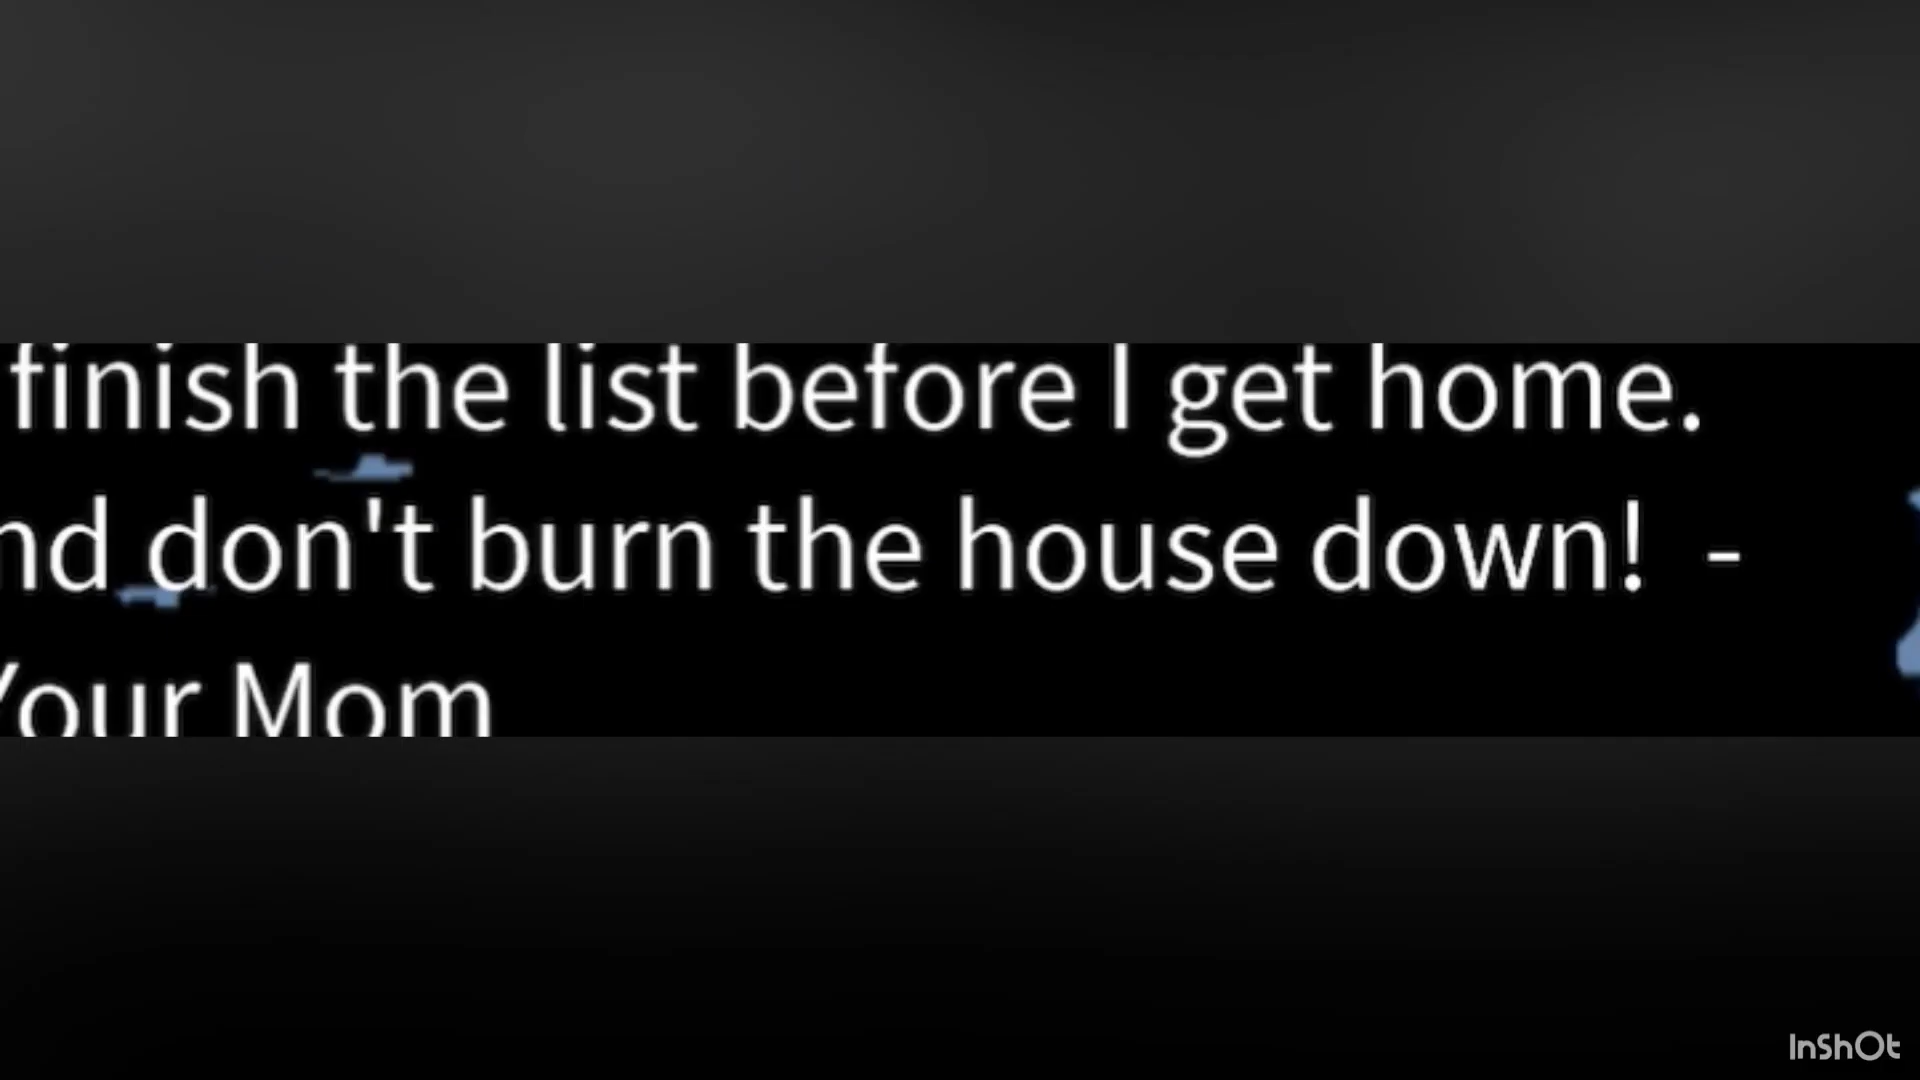 finish the list before I get home.
nd don't burn the house down! -
Your Mom
InShOt